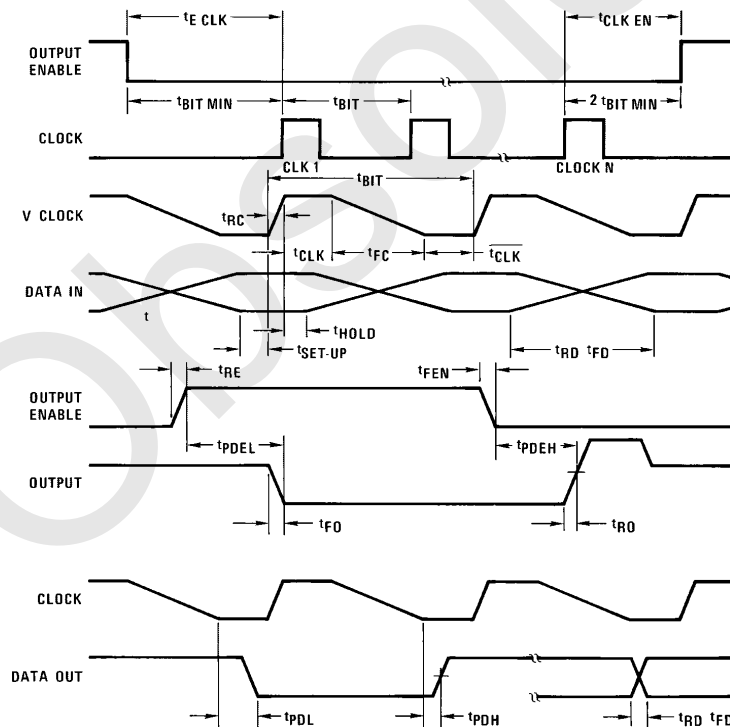 tE CLK
tCLK EN
OUTPUT
ENABLE
tBIT MIN
tBIT
2 tBIT MIN
CLOCK
CLK 1
CLOCK N
tBIT
V CLOCK
tRC
tCLK
tFC
tCLK
DATA IN
t
tHOLD
tSET-UP
tRD tFD
tRE
tFEN
OUTPUT
ENABLE
tPDEL
tPDEH
OUTPUT
tFO
tRO
CLOCK
DATA OUT
tPDL
tPDH
tRD tFD
Obsolete